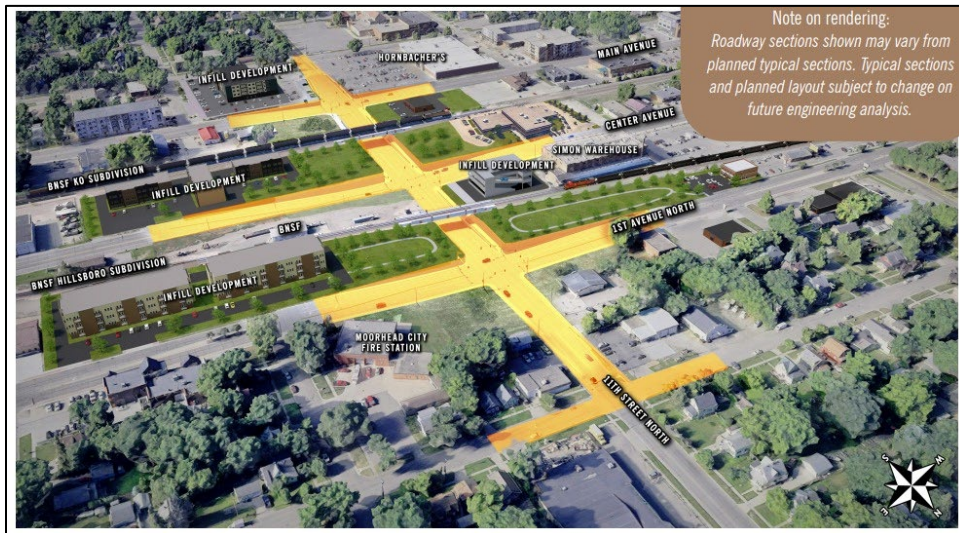 Note on rendering:
Roadway sections shown may vary from
planned typical sections. Typical sections
and planned layout subject to change on
future engineering analysis.
HORNBACHER'S
MAIN AVENUE
INFILL DEVELOPMENT
CENTER AVENUE
SIMON WAREHOUSE
INFILL DEVELOPMENT
BNSF KO SUBDIVISION
INFILL DEVELOPMENT
1ST AVENUE NORTH
BNSF
BNSF HILLSBORO SUBDIVISION
INFILL DEVELOPMENT
MOORHEAD CITY
FIRE STATION
11TH STREET NORTH
S
W
E
N